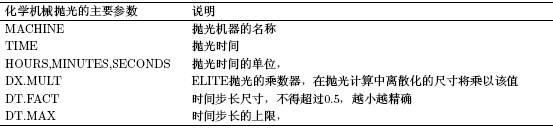 化学机械抛光的主要参数 说明
MACHINE 抛光机器的名称
TIME 抛光时间
HOURS,MINUTES,SECONDS 抛光时间的单位,
DX.MULT ELITE抛光的乘数器，在抛光计算中离散化的尺寸将乘以该值
DT.FACT 时间步长尺寸，不得超过0.5，越小越精确
DT.MAX 时间步长的上限,